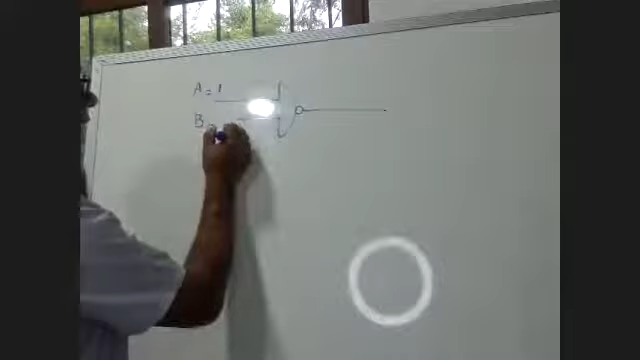 A = 1
B =